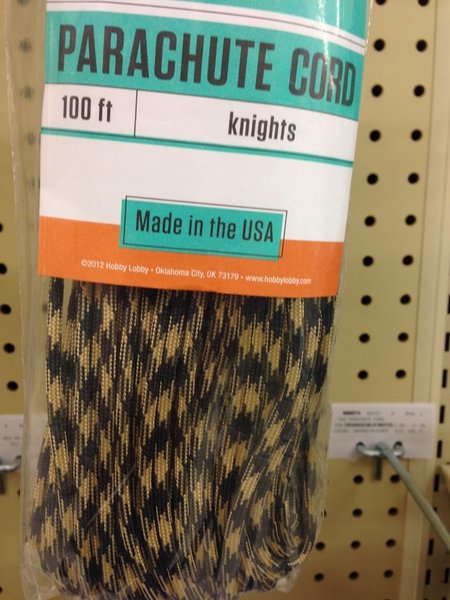 PARACHUTE CORD
100 ft
knights
Made in the USA
©2012 Hobby Lobby • Oklahoma City, OK 73179 • www.hobbylobby.com